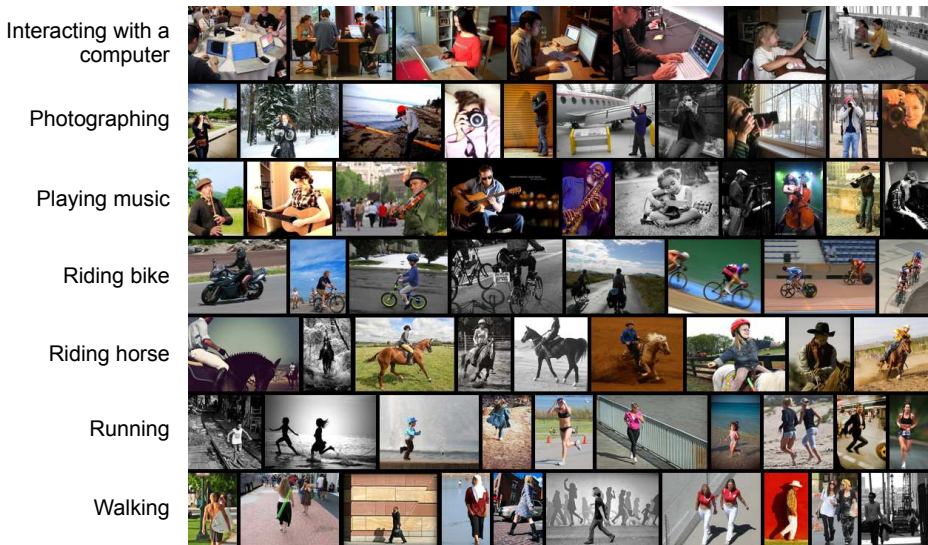 Interacting with a
computer
Photographing
Playing music
Riding bike
Riding horse
Running
Walking